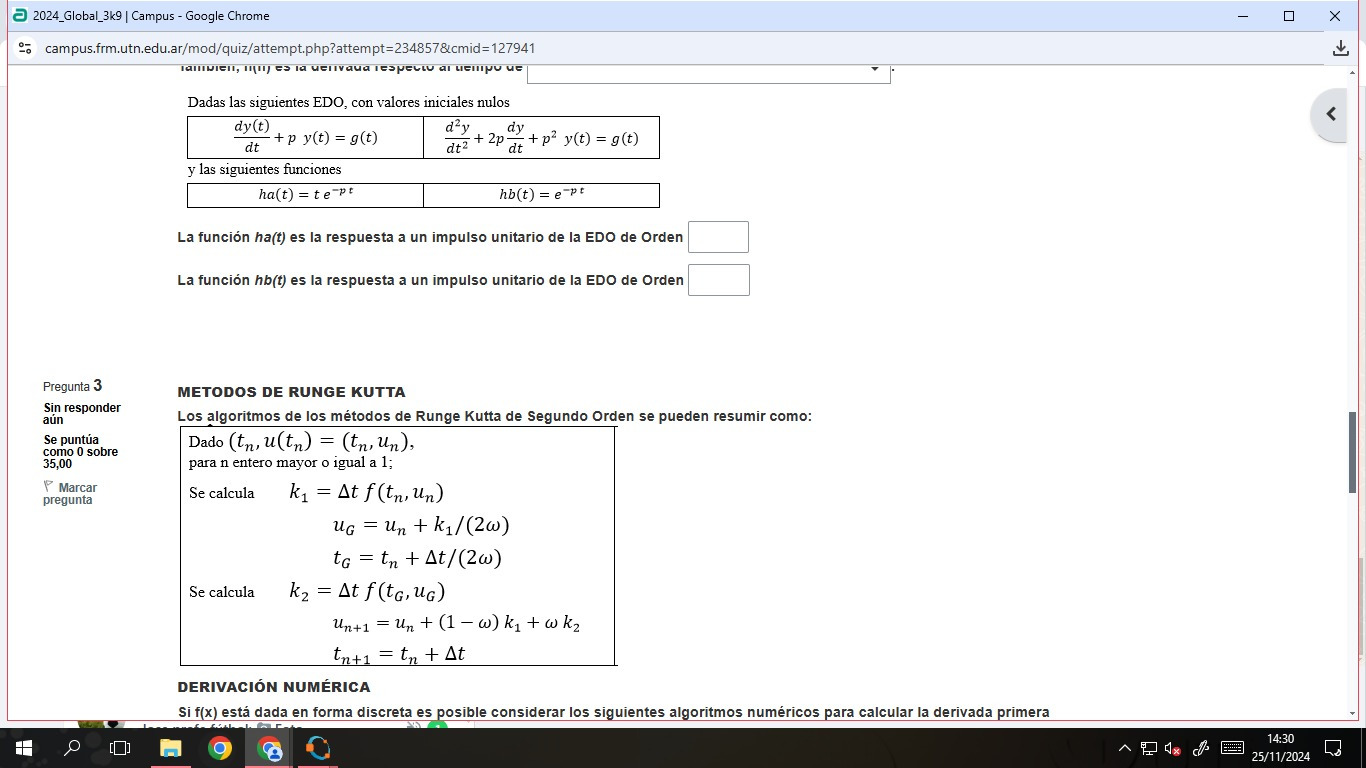 2024_Global_3k9 | Campus - Google Chrome
campus.frm.utn.edu.ar/mod/quiz/attempt.php?attempt=234857&cmid=127941
También, h(n) es la derivada respecto al tiempo de .
Dadas las siguientes EDO, con valores iniciales nulos
dy(t)/dt + p y(t) = g(t)
d²y/dt² + 2p dy/dt + p² y(t) = g(t)
y las siguientes funciones
ha(t) = t e^{−p t}
hb(t) = e^{−p t}
La función ha(t) es la respuesta a un impulso unitario de la EDO de Orden
La función hb(t) es la respuesta a un impulso unitario de la EDO de Orden
Pregunta 3
Sin responder
aún
Se puntúa
como 0 sobre
35,00
Marcar
pregunta
METODOS DE RUNGE KUTTA
Los algoritmos de los métodos de Runge Kutta de Segundo Orden se pueden resumir como:
Dado (tₙ, u(tₙ) = (tₙ, uₙ),
para n entero mayor o igual a 1;
Se calcula k₁ = Δt f(tₙ, uₙ)
u_G = uₙ + k₁/(2ω)
t_G = tₙ + Δt/(2ω)
Se calcula k₂ = Δt f(t_G, u_G)
uₙ₊₁ = uₙ + (1 − ω) k₁ + ω k₂
tₙ₊₁ = tₙ + Δt
DERIVACIÓN NUMÉRICA
Si f(x) está dada en forma discreta es posible considerar los siguientes algoritmos numéricos para calcular la derivada primera
14:30
25/11/2024